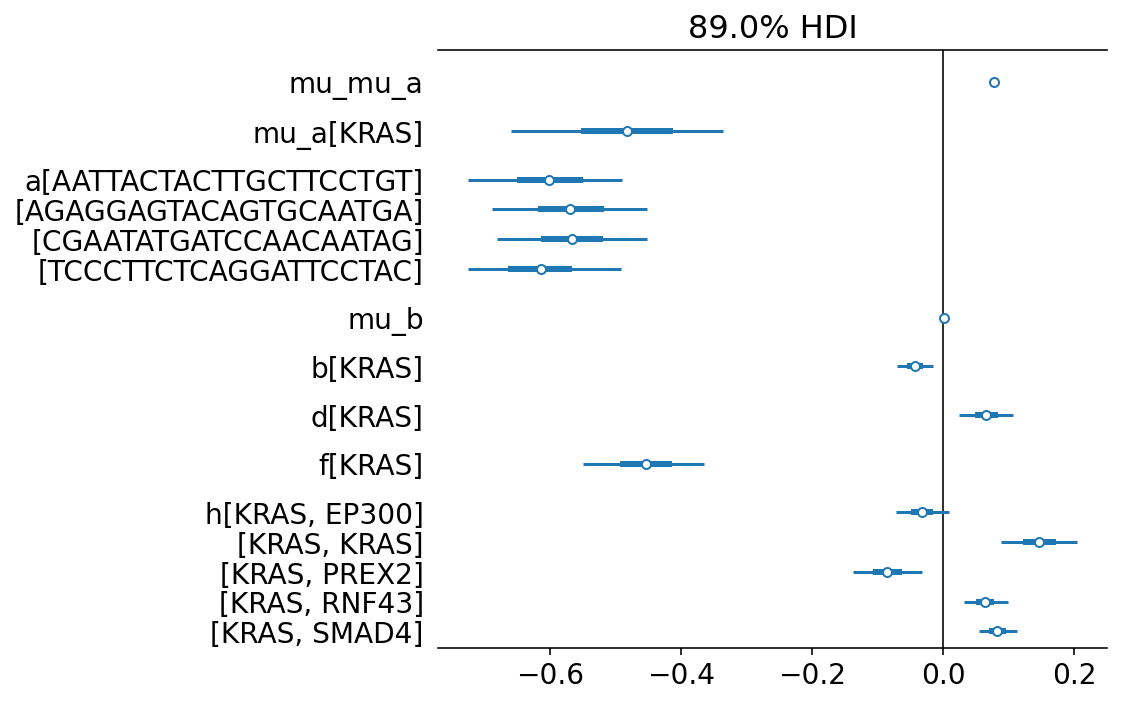 89.0% HDI
mu_mu_a
mu_a[KRAS]
a[AATTACTACTTGCTTCCTGT]
[AGAGGAGTACAGTGCAATGA]
[CGAATATGATCCAACAATAG]
[TCCCTTCTCAGGATTCCTAC]
mu_b
b[KRAS]
d[KRAS]
f[KRAS]
h[KRAS, EP300]
[KRAS, KRAS]
[KRAS, PREX2]
[KRAS, RNF43]
[KRAS, SMAD4]
−0.6 −0.4 −0.2 0.0 0.2